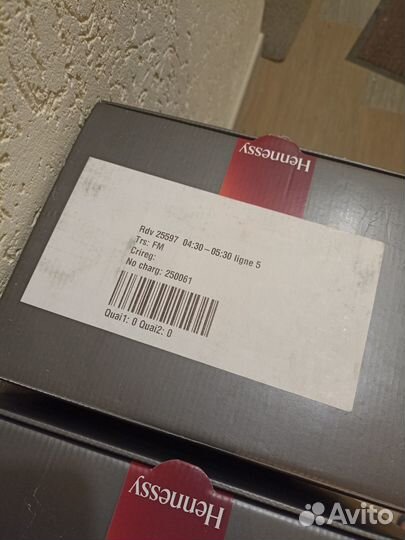 Hennessy
Rdv 25597 04:30-05:30 ligne 5
Trs: FM
Crireg:
No charg: 250061
Quai1: 0 Quai2: 0
Hennessy
Avito